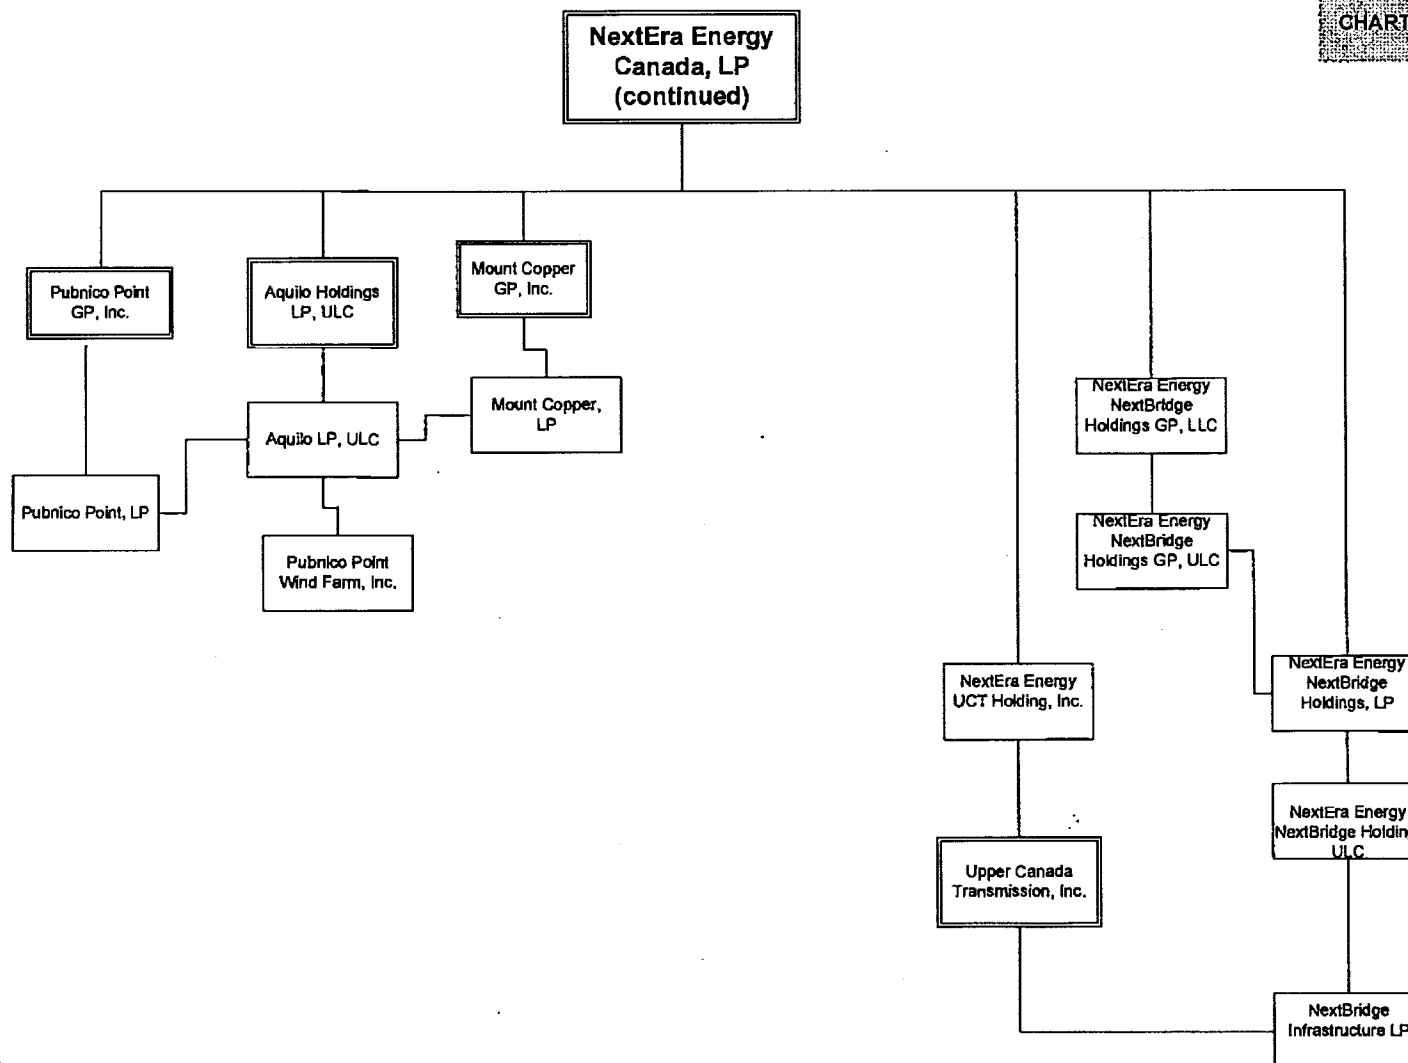 CHART
NextEra Energy
Canada, LP
(continued)
Pubnico Point
GP, Inc.
Aquilo Holdings
LP, ULC
Mount Copper
GP, Inc.
Mount Copper,
LP
Aquilo LP, ULC
Pubnico Point, LP
Pubnico Point
Wind Farm, Inc.
NextEra Energy
NextBridge
Holdings GP, LLC
NextEra Energy
NextBridge
Holdings GP, ULC
NextEra Energy
UCT Holding, Inc.
NextEra Energy
NextBridge
Holdings, LP
NextEra Energy
NextBridge Holdin
ULC
Upper Canada
Transmission, Inc.
NextBridge
Infrastructure LP